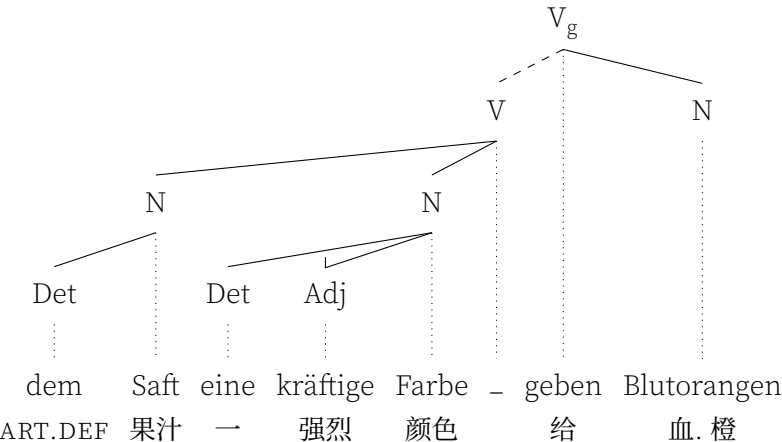 V_g
V N
N N
Det Det Adj
dem Saft eine kräftige Farbe _ geben Blutorangen
ART.DEF 果汁 一 强烈 颜色 给 血. 橙